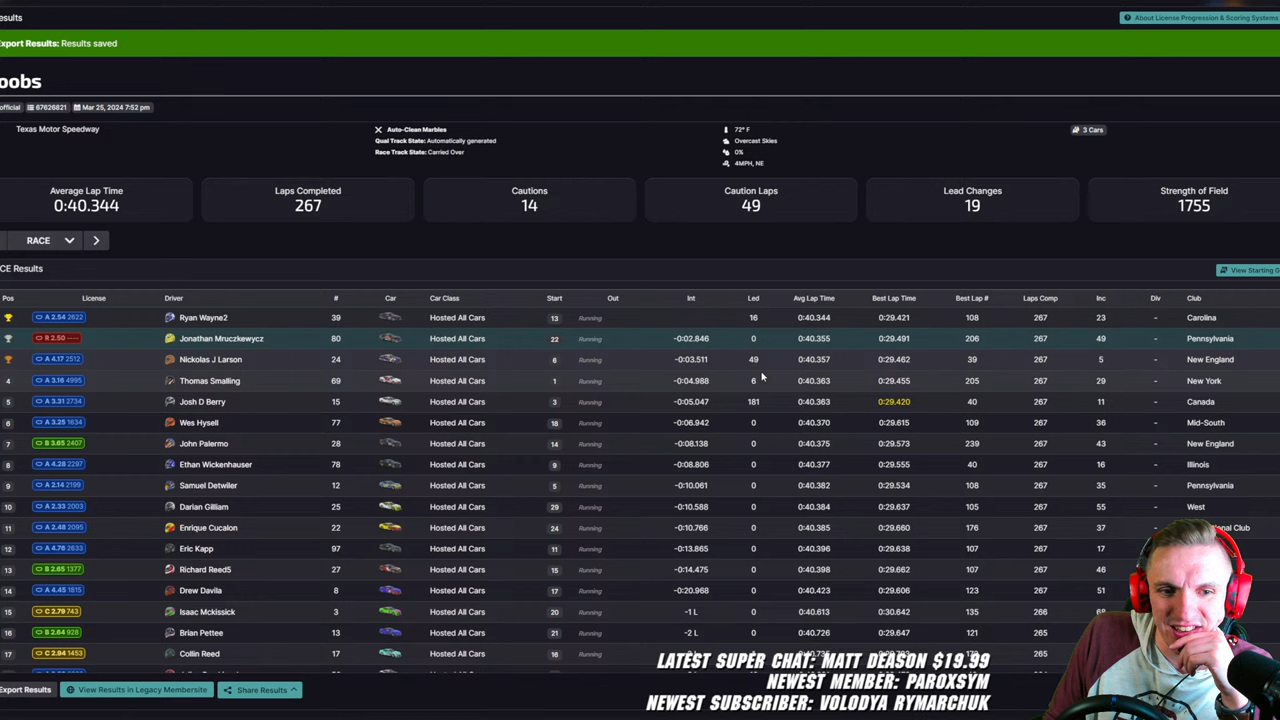 esults
About License Progression & Scoring Systems
Export Results: Results saved
oobs
official 67626821 Mar 25, 2024 7:52 pm
Texas Motor Speedway
Auto-Clean Marbles
Qual Track State: Automatically generated
Race Track State: Carried Over
72° F
Overcast Skies
0%
4MPH, NE
3 Cars
Average Lap Time
0:40.344
Laps Completed
267
Cautions
14
Caution Laps
49
Lead Changes
19
Strength of Field
1755
RACE
CE Results
View Starting G
Pos License Driver # Car Car Class Start Out Int Led Avg Lap Time Best Lap Time Best Lap # Laps Comp Inc Div Club
A 2.54 2622 Ryan Wayne2 39 Hosted All Cars 13 Running 16 0:40.344 0:29.421 108 267 23 - Carolina
R 2.50 ---- Jonathan Mruczkewycz 80 Hosted All Cars 22 Running -0:02.846 0 0:40.355 0:29.491 206 267 49 - Pennsylvania
A 4.17 2512 Nickolas J Larson 24 Hosted All Cars 6 Running -0:03.511 49 0:40.357 0:29.462 39 267 5 - New England
4 A 3.16 4995 Thomas Smalling 69 Hosted All Cars 1 Running -0:04.988 6 0:40.363 0:29.455 205 267 29 - New York
5 A 3.31 2734 Josh D Berry 15 Hosted All Cars 3 Running -0:05.047 181 0:40.363 0:29.420 40 267 11 - Canada
6 A 3.25 1634 Wes Hysell 77 Hosted All Cars 18 Running -0:06.942 0 0:40.370 0:29.615 109 267 36 - Mid-South
7 B 3.65 2407 John Palermo 28 Hosted All Cars 14 Running -0:08.138 0 0:40.375 0:29.573 239 267 43 - New England
8 A 4.28 2297 Ethan Wickenhauser 78 Hosted All Cars 9 Running -0:08.806 0 0:40.377 0:29.555 40 267 16 - Illinois
9 A 2.14 2199 Samuel Detwiler 12 Hosted All Cars 5 Running -0:10.061 0 0:40.382 0:29.534 108 267 35 - Pennsylvania
10 A 2.33 2003 Darian Gilliam 25 Hosted All Cars 29 Running -0:10.588 0 0:40.384 0:29.637 105 267 55 - West
11 A 2.48 2095 Enrique Cucalon 22 Hosted All Cars 24 Running -0:10.766 0 0:40.385 0:29.660 176 267 37 - onal Club
12 A 4.76 2633 Eric Kapp 97 Hosted All Cars 11 Running -0:13.865 0 0:40.396 0:29.638 107 267 17 -
13 B 2.65 1377 Richard Reed5 27 Hosted All Cars 15 Running -0:14.475 0 0:40.398 0:29.662 107 267 46 -
14 A 4.45 1815 Drew Davila 8 Hosted All Cars 17 Running -0:20.968 0 0:40.423 0:29.606 123 267 51 -
15 C 2.79 743 Isaac Mckissick 3 Hosted All Cars 20 Running -1 L 0 0:40.613 0:30.642 135 266
16 B 2.84 928 Brian Pettee 13 Hosted All Cars 21 Running -2 L 0 0:40.726 0:29.647 121 265
17 C 2.94 1453 Collin Reed 17 Hosted All Cars 16 Running
LATEST SUPER CHAT: MATT DEASON $19.99
NEWEST MEMBER: PAROXSYM
NEWEST SUBSCRIBER: VOLODYA RYMARCHUK
Export Results View Results in Legacy Membersite Share Results